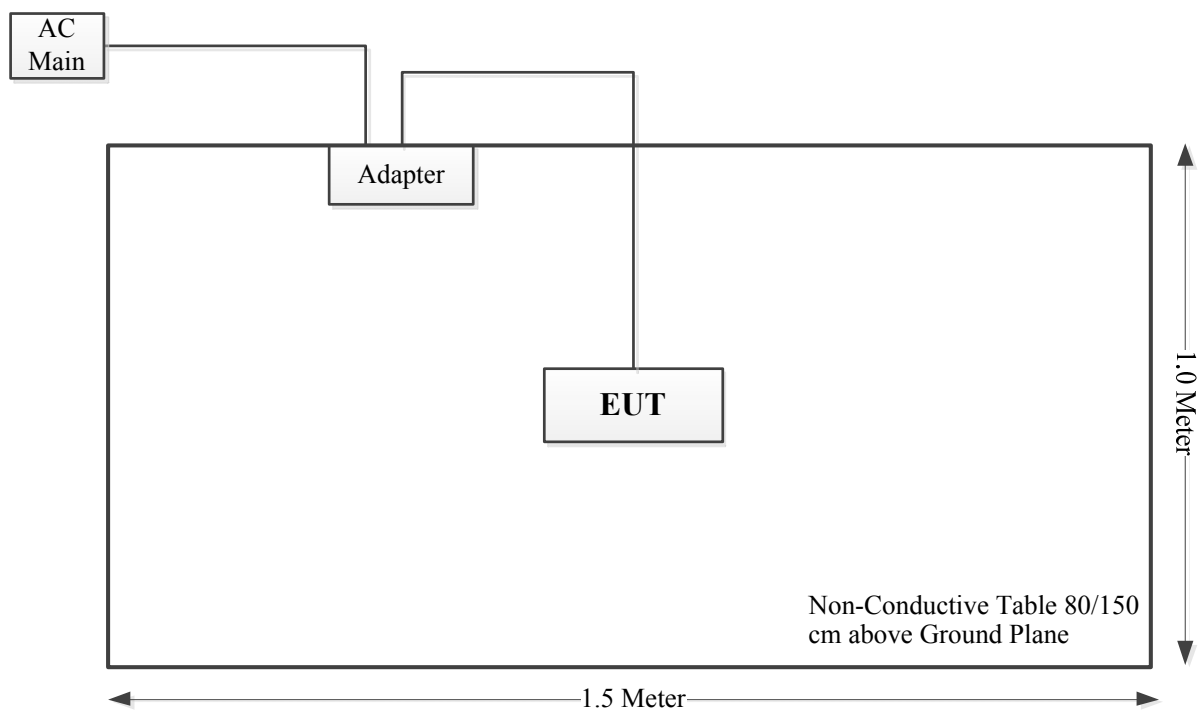 AC
Main
Adapter
EUT
1.0 Meter
Non-Conductive Table 80/150
cm above Ground Plane
1.5 Meter